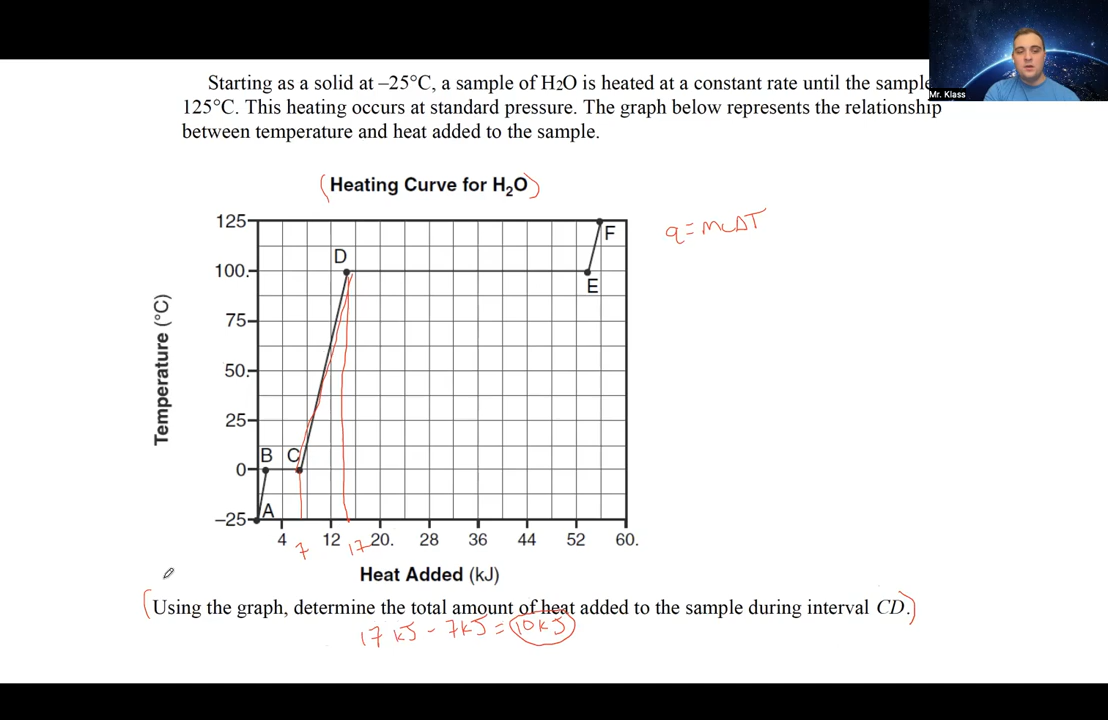 Mr. Klass
Starting as a solid at –25°C, a sample of H2O is heated at a constant rate until the sample
125°C. This heating occurs at standard pressure. The graph below represents the relationship
between temperature and heat added to the sample.
(Heating Curve for H₂O)
q=mcΔT
125
100.
75
50.
25
0
–25
Temperature (°C)
A
B
C
D
E
F
4 12 20. 28 36 44 52 60.
7 17
Heat Added (kJ)
(Using the graph, determine the total amount of heat added to the sample during interval CD.)
17 kJ - 7 kJ = 10 kJ